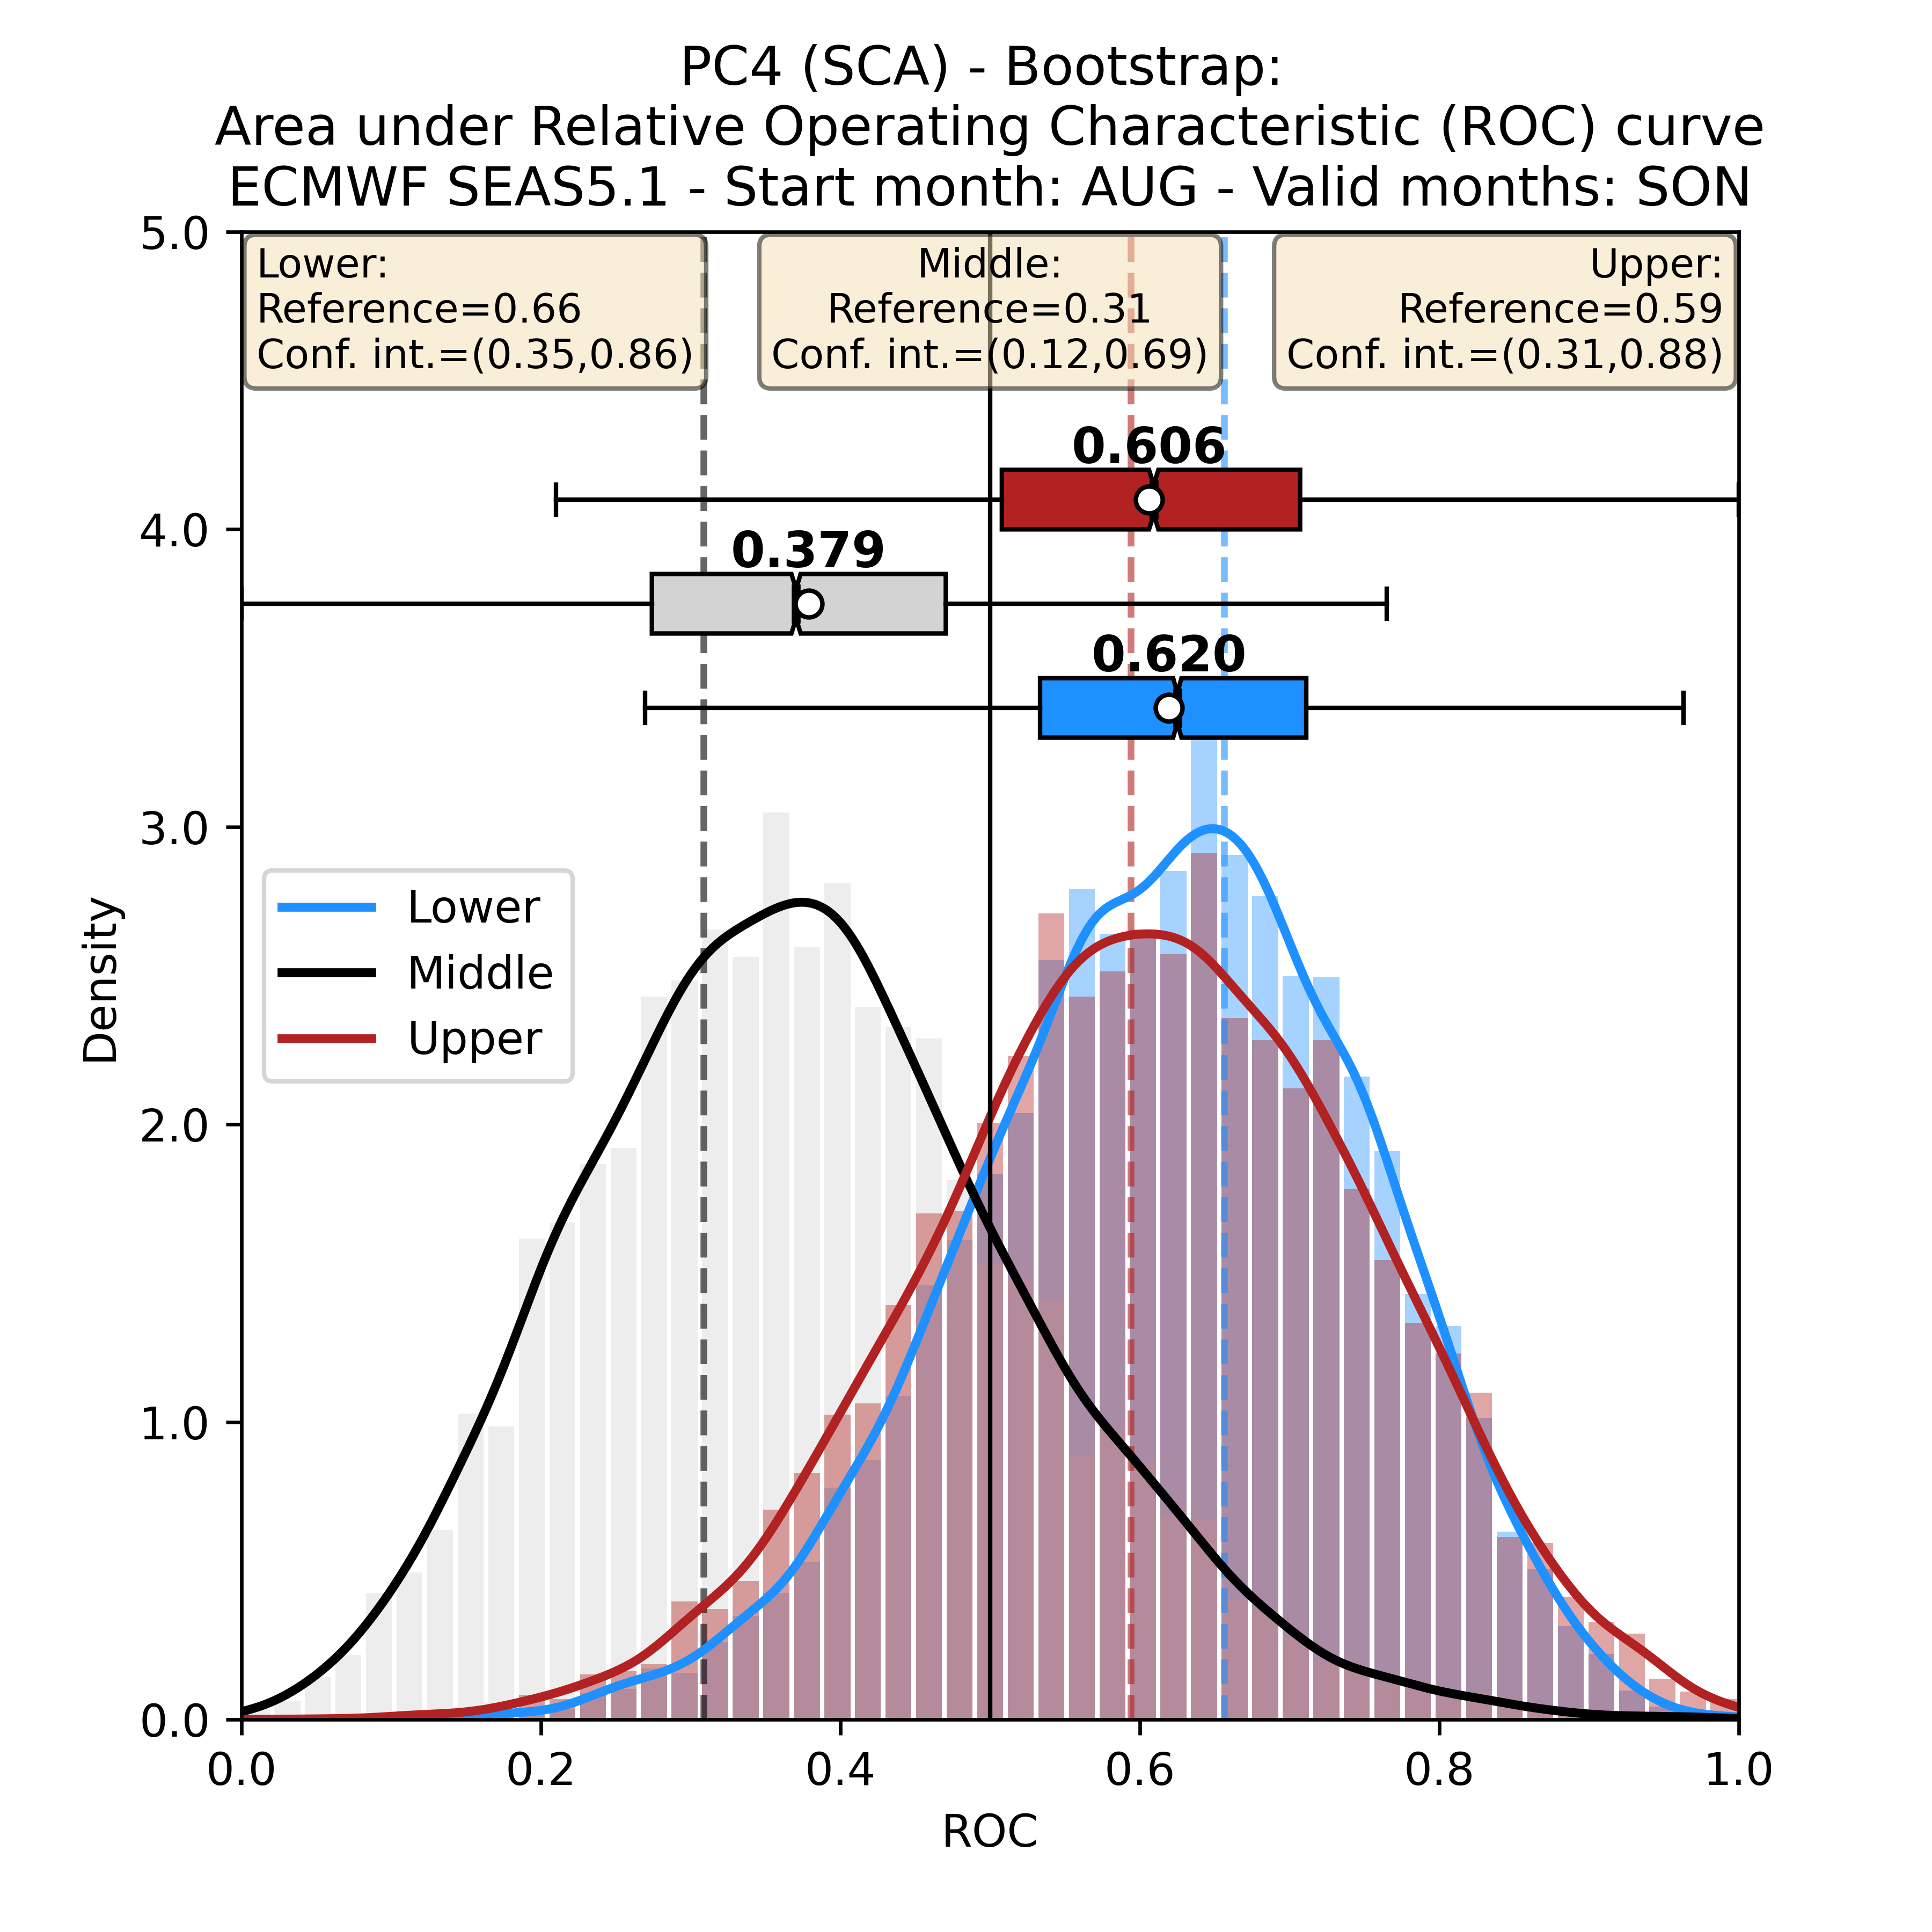 PC4 (SCA) - Bootstrap:
Area under Relative Operating Characteristic (ROC) curve
ECMWF SEAS5.1 - Start month: AUG - Valid months: SON
5.0
Lower:
Reference=0.66
Conf. int.=(0.35,0.86)
Middle:
Reference=0.31
Conf. int.=(0.12,0.69)
Upper:
Reference=0.59
Conf. int.=(0.31,0.88)
0.606
4.0
0.379
0.620
3.0
Lower
Middle
Upper
Density
2.0
1.0
0.0
0.0 0.2 0.4 0.6 0.8 1.0
ROC